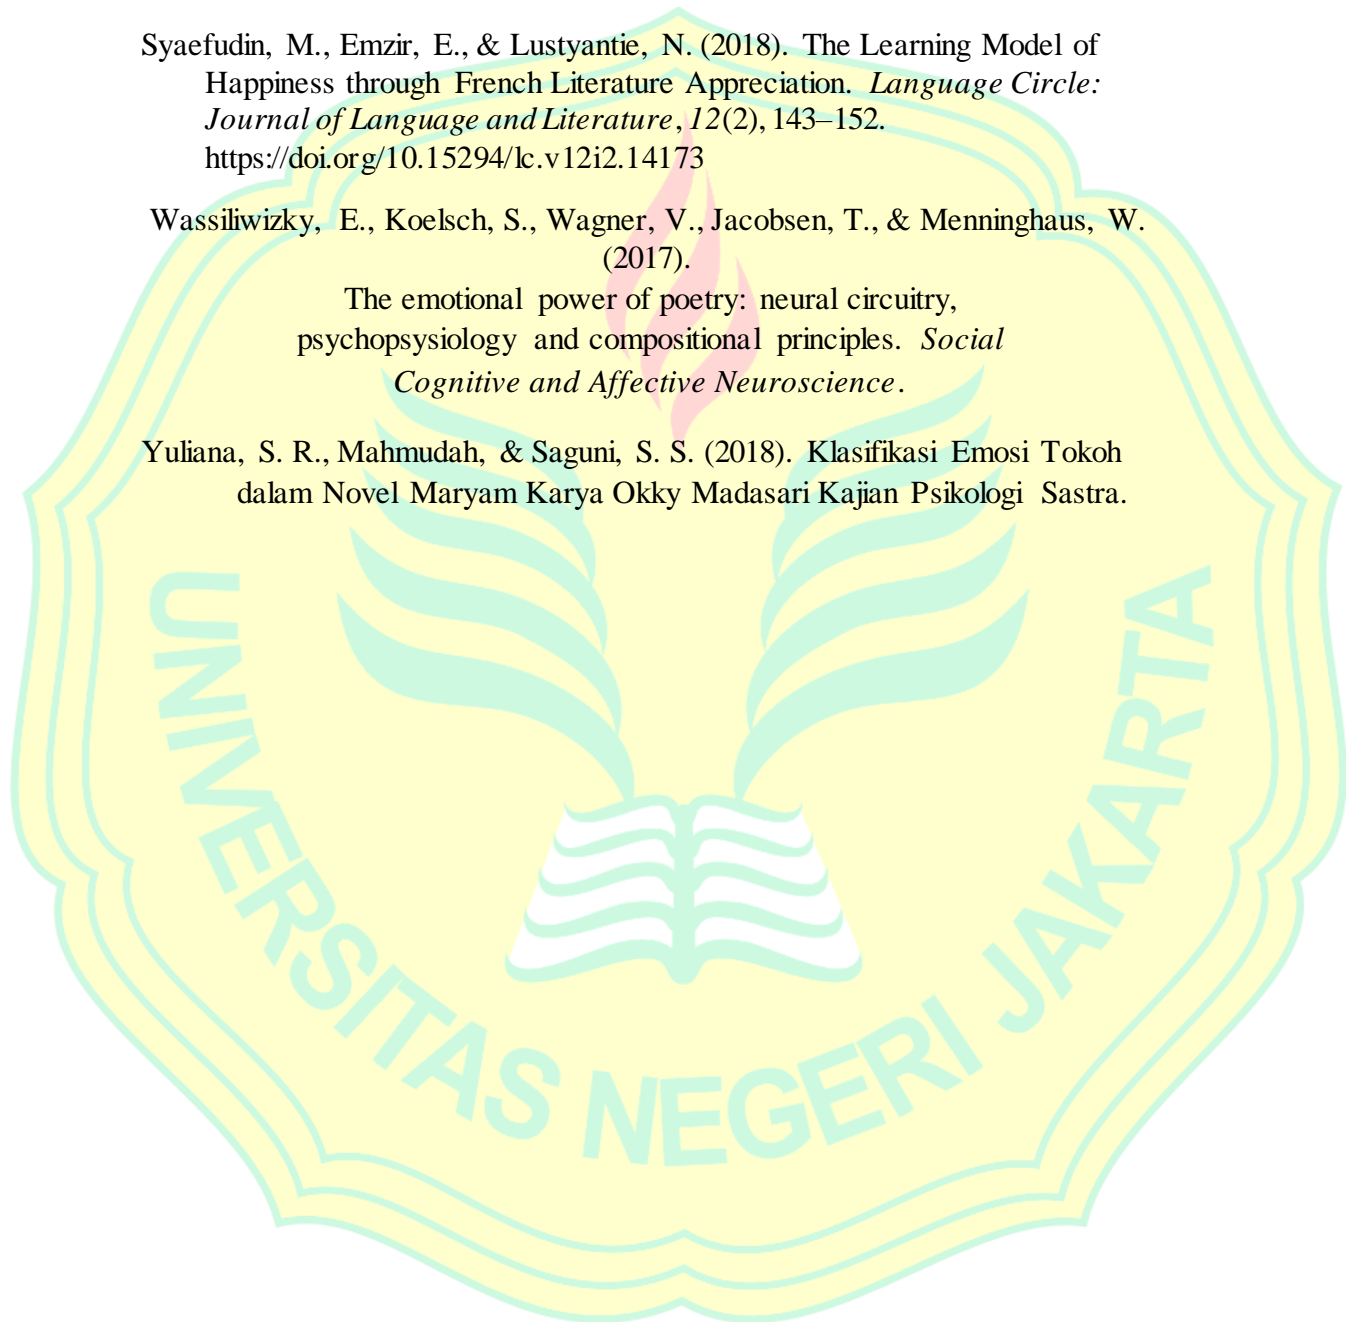 Syaefudin, M., Emzir, E., & Lustyantie, N. (2018). The Learning Model of
Happiness through French Literature Appreciation. Language Circle:
Journal of Language and Literature, 12(2), 143–152.
https://doi.org/10.15294/lc.v12i2.14173
Wassiliwizky, E., Koelsch, S., Wagner, V., Jacobsen, T., & Menninghaus, W.
(2017).
The emotional power of poetry: neural circuitry,
psychopsysiology and compositional principles. Social
Cognitive and Affective Neuroscience.
Yuliana, S. R., Mahmudah, & Saguni, S. S. (2018). Klasifikasi Emosi Tokoh
dalam Novel Maryam Karya Okky Madasari Kajian Psikologi Sastra.
UNIVERSITAS NEGERI JAKARTA